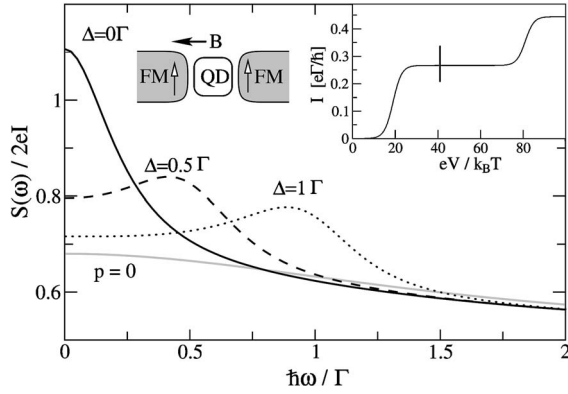 Δ=0Γ
B
FM QD FM
Δ=0.5 Γ
Δ=1 Γ
p = 0
S(ω) / 2eI
1
0.8
0.6
0 0.5 1 1.5 2
ħω / Γ
I [eΓ/ħ]
0.4
0.3
0.2
0.1
0
0 20 40 60 80
eV / kBT